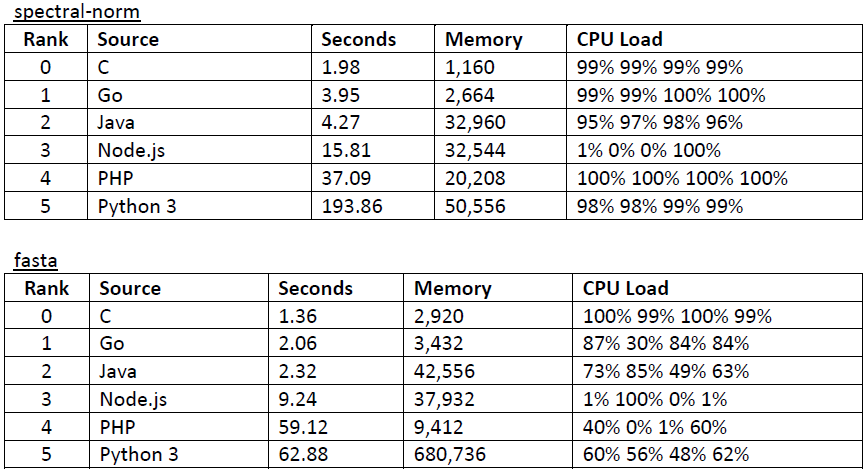 spectral-norm
Rank Source Seconds Memory CPU Load
0 C 1.98 1,160 99% 99% 99% 99%
1 Go 3.95 2,664 99% 99% 100% 100%
2 Java 4.27 32,960 95% 97% 98% 96%
3 Node.js 15.81 32,544 1% 0% 0% 100%
4 PHP 37.09 20,208 100% 100% 100% 100%
5 Python 3 193.86 50,556 98% 98% 99% 99%
fasta
Rank Source Seconds Memory CPU Load
0 C 1.36 2,920 100% 99% 100% 99%
1 Go 2.06 3,432 87% 30% 84% 84%
2 Java 2.32 42,556 73% 85% 49% 63%
3 Node.js 9.24 37,932 1% 100% 0% 1%
4 PHP 59.12 9,412 40% 0% 1% 60%
5 Python 3 62.88 680,736 60% 56% 48% 62%